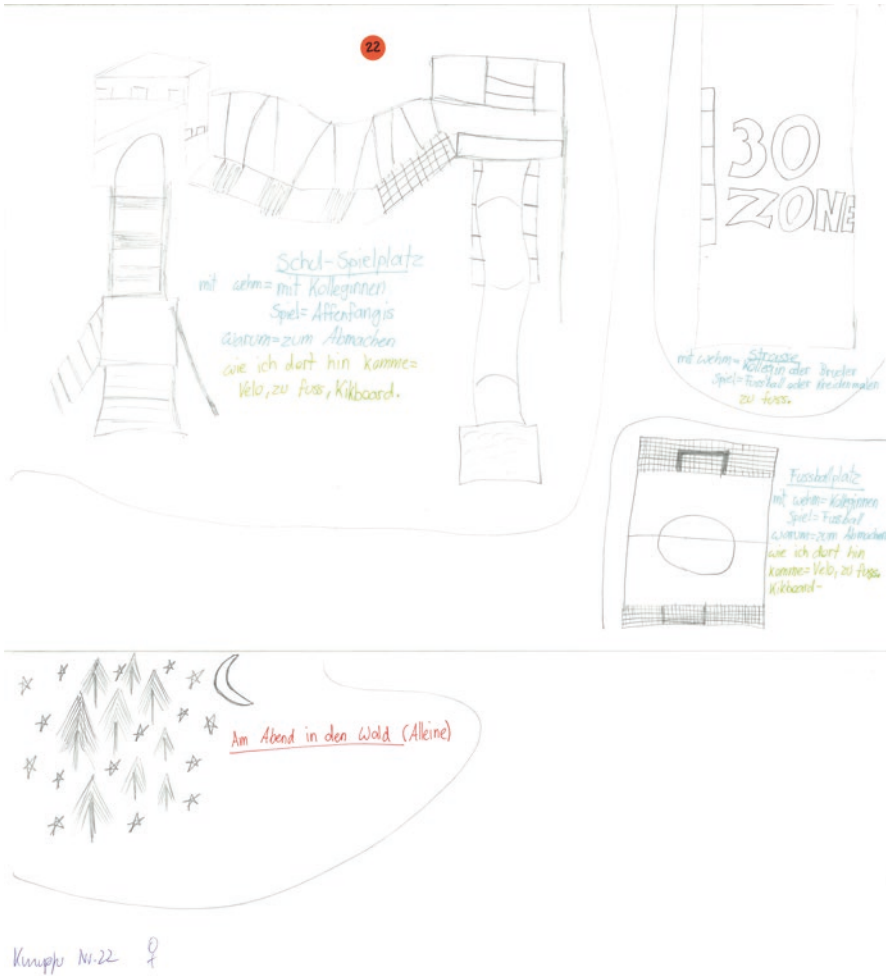 22
Schul-Spielplatz
mit wehm= mit Kolleginnen
Spiel= Affenfangis
warum= zum Abmachen
wie ich dort hin komme=
Velo, zu fuss, Kikboard.
30
ZONE
Strasse
mit wehm= Kollegin oder Bruder
Spiel= Fussball oder Kreidemalen
zu fuss.
Fussballplatz
mit wehm= Kolleginnen
Spiel= Fussball
warum= zum Abmachen
wie ich dort hin
komme= Velo, zu fuss,
Kikboard-
Am Abend in den Wald (Alleine)
Nr. 22 ♀